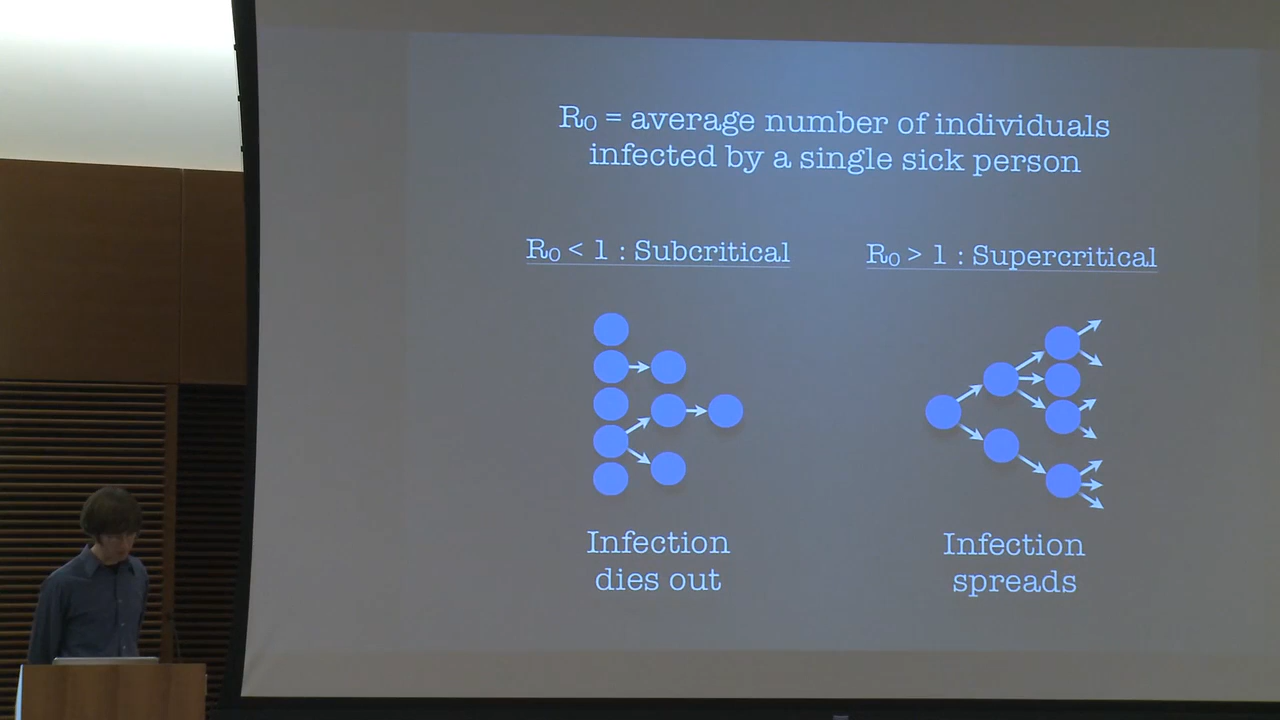 R₀ = average number of individuals
infected by a single sick person
R₀ < 1 : Subcritical
R₀ > 1 : Supercritical
Infection
dies out
Infection
spreads